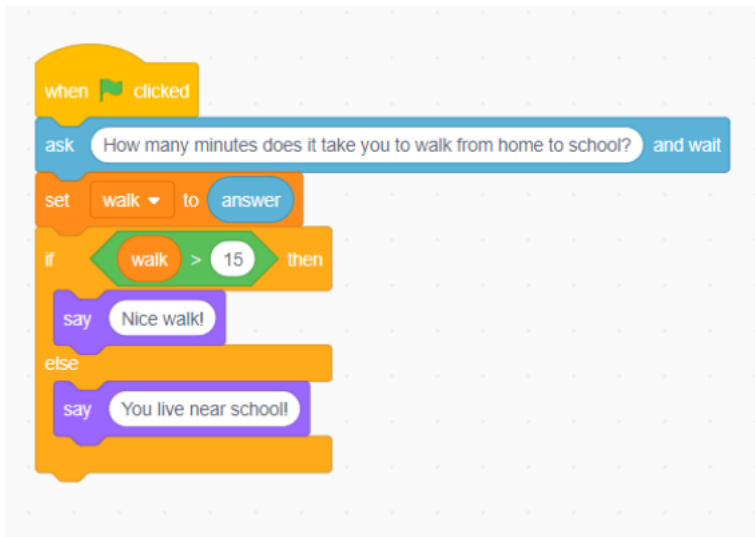 when clicked
ask How many minutes does it take you to walk from home to school? and wait
set walk to answer
if walk > 15 then
say Nice walk!
else
say You live near school!